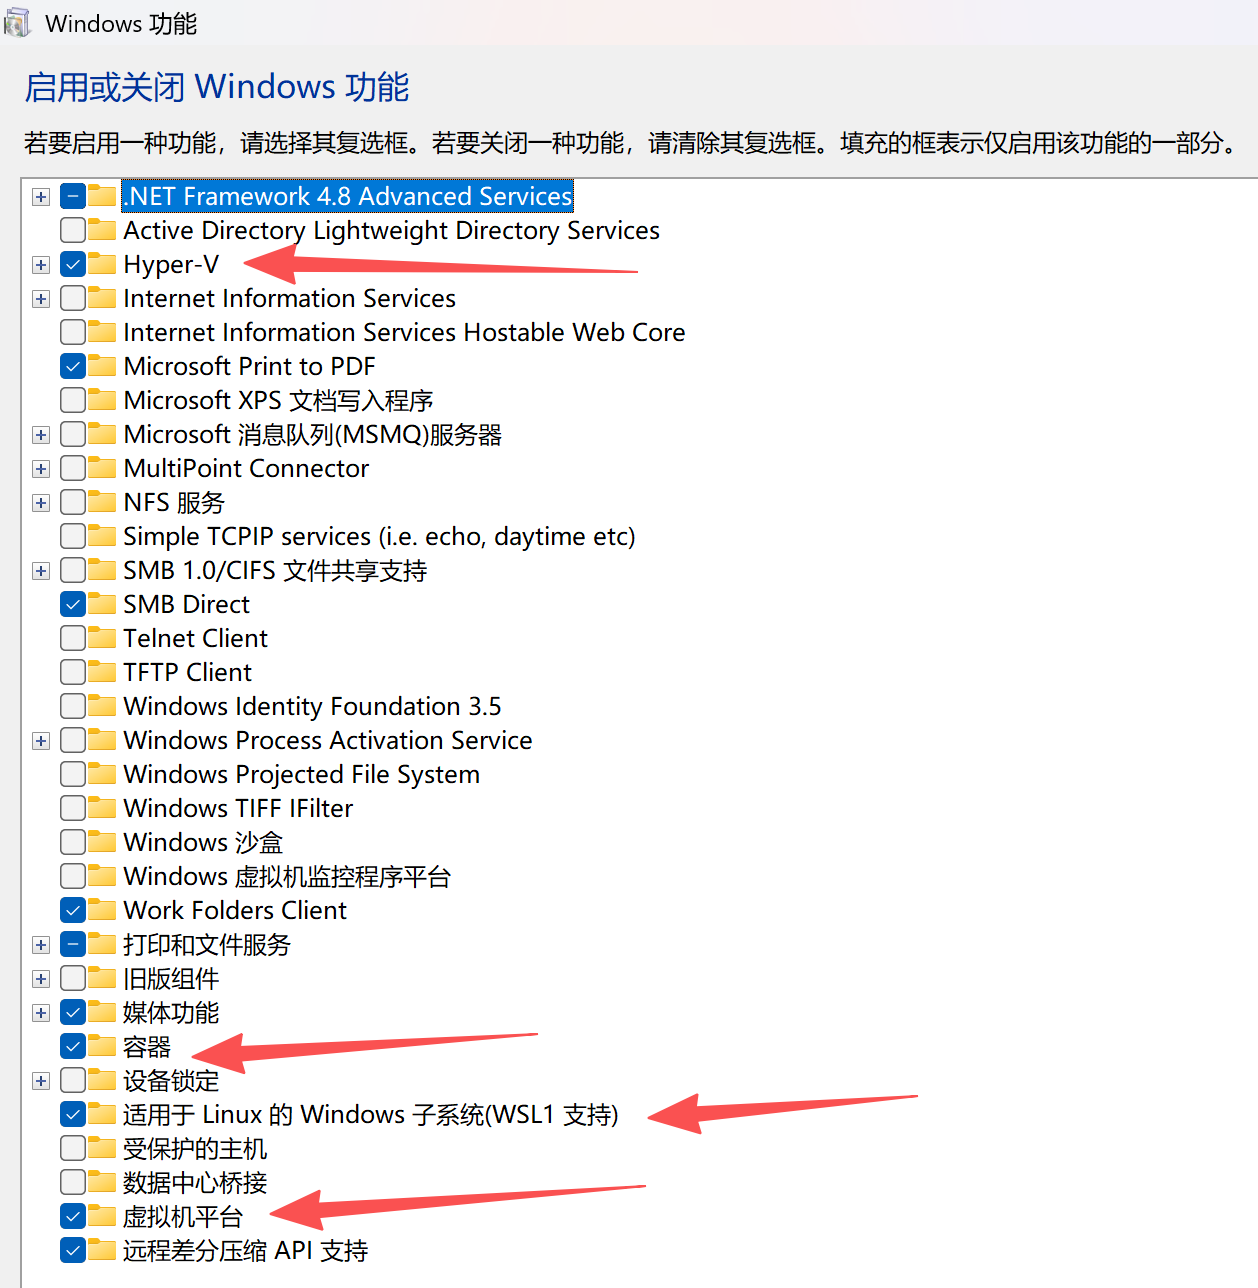 Windows 功能
启用或关闭 Windows 功能
若要启用一种功能，请选择其复选框。若要关闭一种功能，请清除其复选框。填充的框表示仅启用该功能的一部分。
.NET Framework 4.8 Advanced Services
Active Directory Lightweight Directory Services
Hyper-V
Internet Information Services
Internet Information Services Hostable Web Core
Microsoft Print to PDF
Microsoft XPS 文档写入程序
Microsoft 消息队列(MSMQ)服务器
MultiPoint Connector
NFS 服务
Simple TCPIP services (i.e. echo, daytime etc)
SMB 1.0/CIFS 文件共享支持
SMB Direct
Telnet Client
TFTP Client
Windows Identity Foundation 3.5
Windows Process Activation Service
Windows Projected File System
Windows TIFF IFilter
Windows 沙盒
Windows 虚拟机监控程序平台
Work Folders Client
打印和文件服务
旧版组件
媒体功能
容器
设备锁定
适用于 Linux 的 Windows 子系统(WSL1 支持)
受保护的主机
数据中心桥接
虚拟机平台
远程差分压缩 API 支持